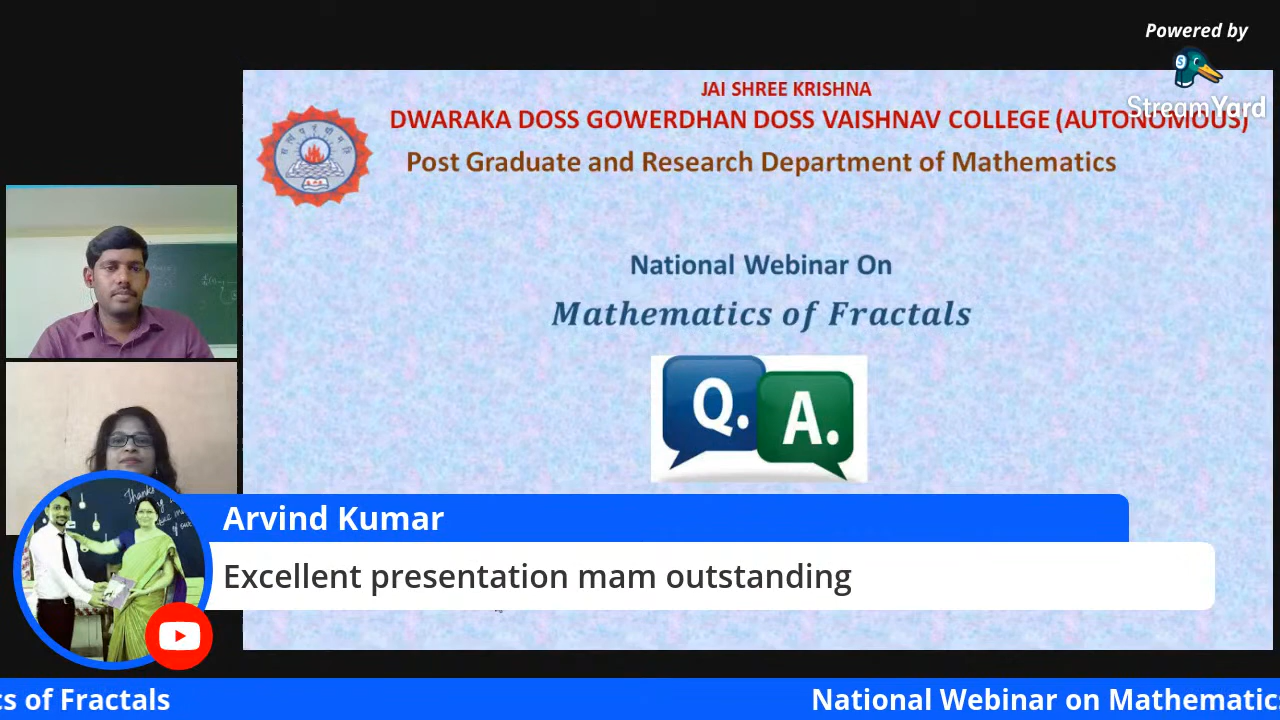 Powered by
StreamYard
JAI SHREE KRISHNA
DWARAKA DOSS GOWERDHAN DOSS VAISHNAV COLLEGE (AUTONOMOUS)
Post Graduate and Research Department of Mathematics
National Webinar On
Mathematics of Fractals
Q.
A.
Thanks
Arvind Kumar
Excellent presentation mam outstanding
cs of Fractals
National Webinar on Mathematics